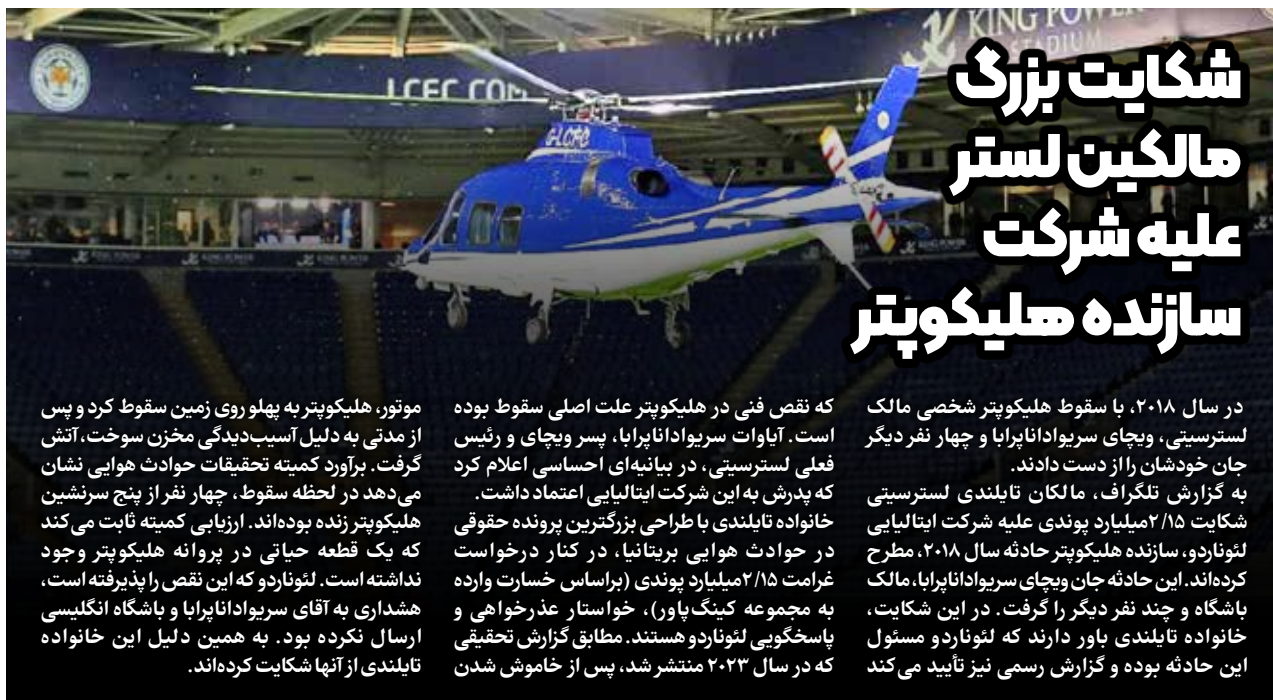 KING POWER
STADIUM
LCFC.COM
G-LCFC
KING POWER
KING POWER
شکایت بزرگ
مالکین لستر
علیه شرکت
سازنده هلیکوپتر
در سال ۲۰۱۸، با سقوط هلیکوپتر شخصی مالک
لسترسیتی، ویچای سریواداناپرابا و چهار نفر دیگر
جان خودشان را از دست دادند.
به گزارش تلگراف، مالکان تایلندی لسترسیتی
شکایت ۲/۱۵میلیارد پوندی علیه شرکت ایتالیایی
لئوناردو، سازنده هلیکوپتر حادثه سال ۲۰۱۸، مطرح
کرده‌اند. این حادثه جان ویچای سریواداناپرابا، مالک
باشگاه و چند نفر دیگر را گرفت. در این شکایت،
خانواده تایلندی باور دارند که لئوناردو مسئول
این حادثه بوده و گزارش رسمی نیز تأیید می‌کند
که نقص فنی در هلیکوپتر علت اصلی سقوط بوده
است. آیاوات سریواداناپرابا، پسر ویچای و رئیس
فعلی لسترسیتی، در بیانیه‌ای احساسی اعلام کرد
که پدرش به این شرکت ایتالیایی اعتماد داشت.
خانواده تایلندی با طراحی بزرگترین پرونده حقوقی
در حوادث هوایی بریتانیا، در کنار درخواست
غرامت ۲/۱۵میلیارد پوندی (براساس خسارت وارده
به مجموعه کینگ‌پاور)، خواستار عذرخواهی و
پاسخگویی لئوناردو هستند. مطابق گزارش تحقیقی
که در سال ۲۰۲۳ منتشر شد، پس از خاموش شدن
موتور، هلیکوپتر به پهلو روی زمین سقوط کرد و پس
از مدتی به دلیل آسیب‌دیدگی مخزن سوخت، آتش
گرفت. برآورد کمیته تحقیقات حوادث هوایی نشان
می‌دهد در لحظه سقوط، چهار نفر از پنج سرنشین
هلیکوپتر زنده بوده‌اند. ارزیابی کمیته ثابت می‌کند
که یک قطعه حیاتی در پروانه هلیکوپتر وجود
نداشته است. لئوناردو که این نقص را پذیرفته است،
هشداری به آقای سریواداناپرابا و باشگاه انگلیسی
ارسال نکرده بود. به همین دلیل این خانواده
تایلندی از آنها شکایت کرده‌اند.